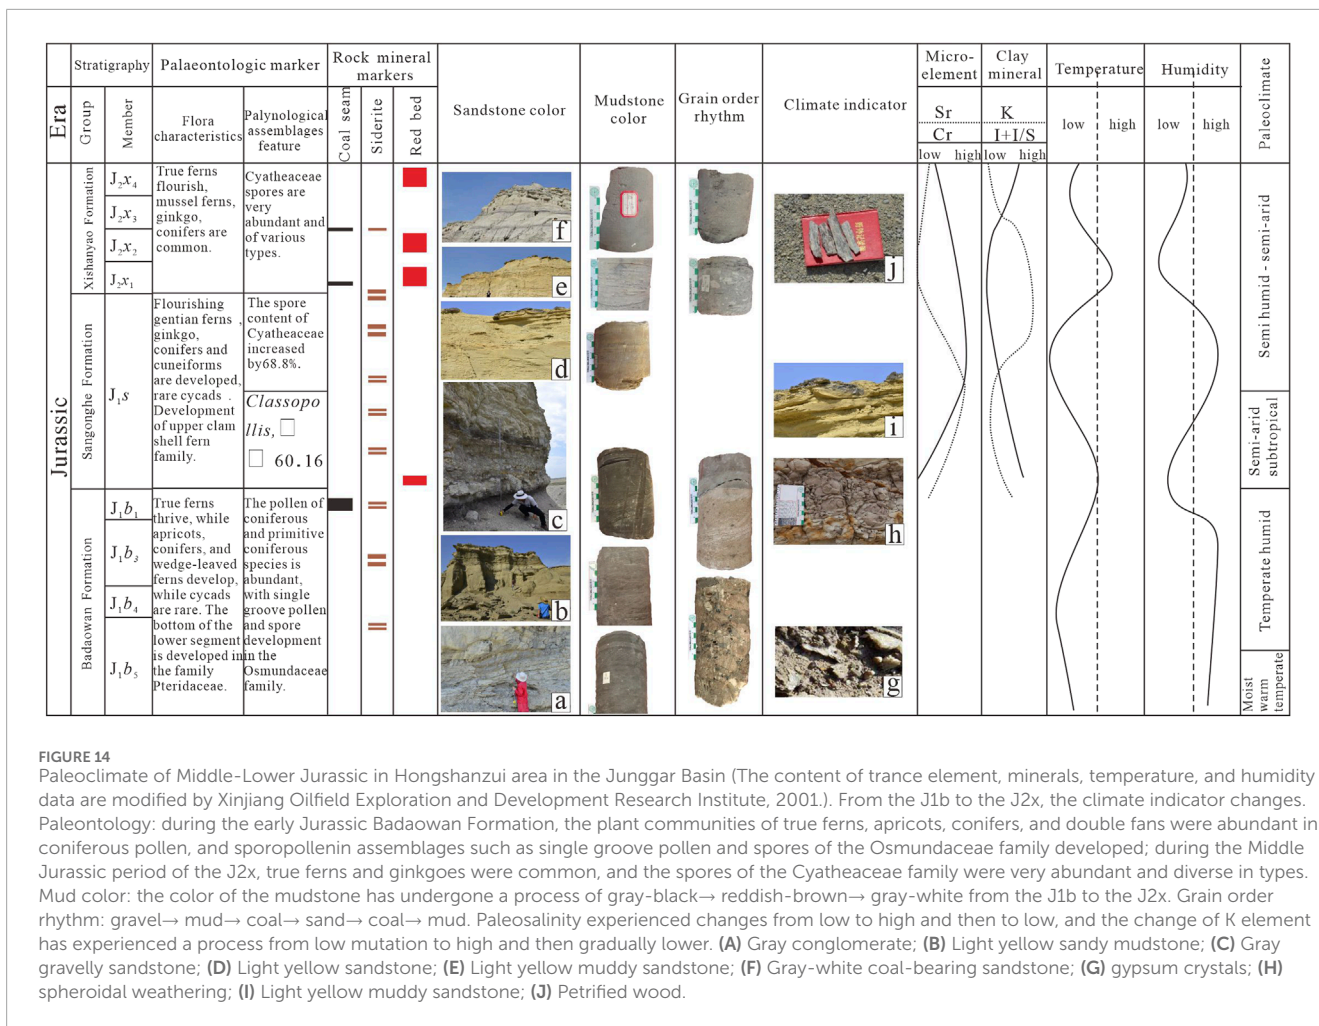 Era
Stratigraphy
Group
Member
Palaeontologic marker
Flora
characteristics
Palynological
assemblages
feature
Rock mineral
markers
Coal seam
Siderite
Red bed
Sandstone color
Mudstone
color
Grain order
rhythm
Climate indicator
Micro-
element
Sr
Cr
low high
Clay
mineral
K
I+I/S
low high
Temperature
low high
Humidity
low high
Paleoclimate
Jurassic
Xishanyao Formation
J2x4
J2x3
J2x2
J2x1
True ferns
flourish,
mussel ferns,
ginkgo,
conifers are
common.
Cyatheaceae
spores are
very
abundant and
of various
types.
Sangonghe Formation
J1s
Flourishing
gentian ferns ,
ginkgo,
conifers and
cuneiforms
are developed,
rare cycads .
Development
of upper clam
shell fern
family.
The spore
content of
Cyatheaceae
increased
by68.8%.
Classopo
llis, □
□ 60.16
Badaowan Formation
J1b1
J1b3
J1b4
J1b5
True ferns
thrive, while
apricots,
conifers, and
wedge-leaved
ferns develop,
while cycads
are rare. The
bottom of the
lower segment
is developed in
the family
Pteridaceae.
The pollen of
coniferous
and primitive
coniferous
species is
abundant,
with single
groove pollen
and spore
development
in the
Osmundaceae
family.
f
e
d
c
b
a
j
i
h
g
Semi humid - semi-arid
Semi-arid
subtropical
Temperate humid
Moist
warm
temperate
FIGURE 14
Paleoclimate of Middle-Lower Jurassic in Hongshanzui area in the Junggar Basin (The content of trance element, minerals, temperature, and humidity
data are modified by Xinjiang Oilfield Exploration and Development Research Institute, 2001.). From the J1b to the J2x, the climate indicator changes.
Paleontology: during the early Jurassic Badaowan Formation, the plant communities of true ferns, apricots, conifers, and double fans were abundant in
coniferous pollen, and sporopollenin assemblages such as single groove pollen and spores of the Osmundaceae family developed; during the Middle
Jurassic period of the J2x, true ferns and ginkgoes were common, and the spores of the Cyatheaceae family were very abundant and diverse in types.
Mud color: the color of the mudstone has undergone a process of gray-black→ reddish-brown→ gray-white from the J1b to the J2x. Grain order
rhythm: gravel→ mud→ coal→ sand→ coal→ mud. Paleosalinity experienced changes from low to high and then to low, and the change of K element
has experienced a process from low mutation to high and then gradually lower. (A) Gray conglomerate; (B) Light yellow sandy mudstone; (C) Gray
gravelly sandstone; (D) Light yellow sandstone; (E) Light yellow muddy sandstone; (F) Gray-white coal-bearing sandstone; (G) gypsum crystals; (H)
spheroidal weathering; (I) Light yellow muddy sandstone; (J) Petrified wood.